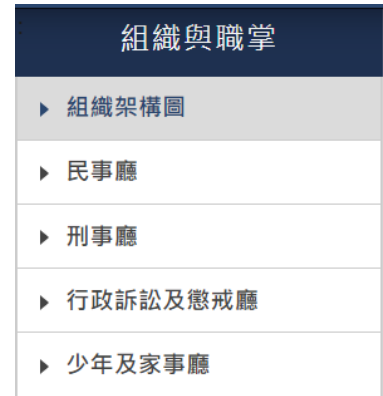 組織與職掌
組織架構圖
民事廳
刑事廳
行政訴訟及懲戒廳
少年及家事廳